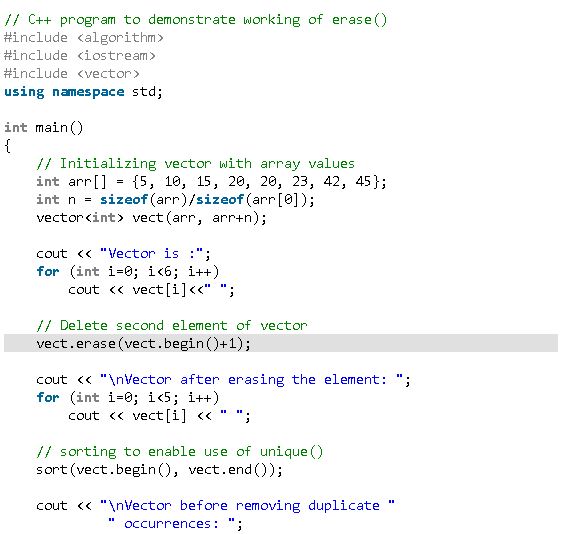 // C++ program to demonstrate working of erase()
#include <algorithm>
#include <iostream>
#include <vector>
using namespace std;
int main()
{
// Initializing vector with array values
int arr[] = {5, 10, 15, 20, 20, 23, 42, 45};
int n = sizeof(arr)/sizeof(arr[0]);
vector<int> vect(arr, arr+n);
cout << "Vector is :";
for (int i=0; i<6; i++)
cout << vect[i]<<" ";
// Delete second element of vector
vect.erase(vect.begin()+1);
cout << "\nVector after erasing the element: ";
for (int i=0; i<5; i++)
cout << vect[i] << " ";
// sorting to enable use of unique()
sort(vect.begin(), vect.end());
cout << "\nVector before removing duplicate "
" occurrences: ";